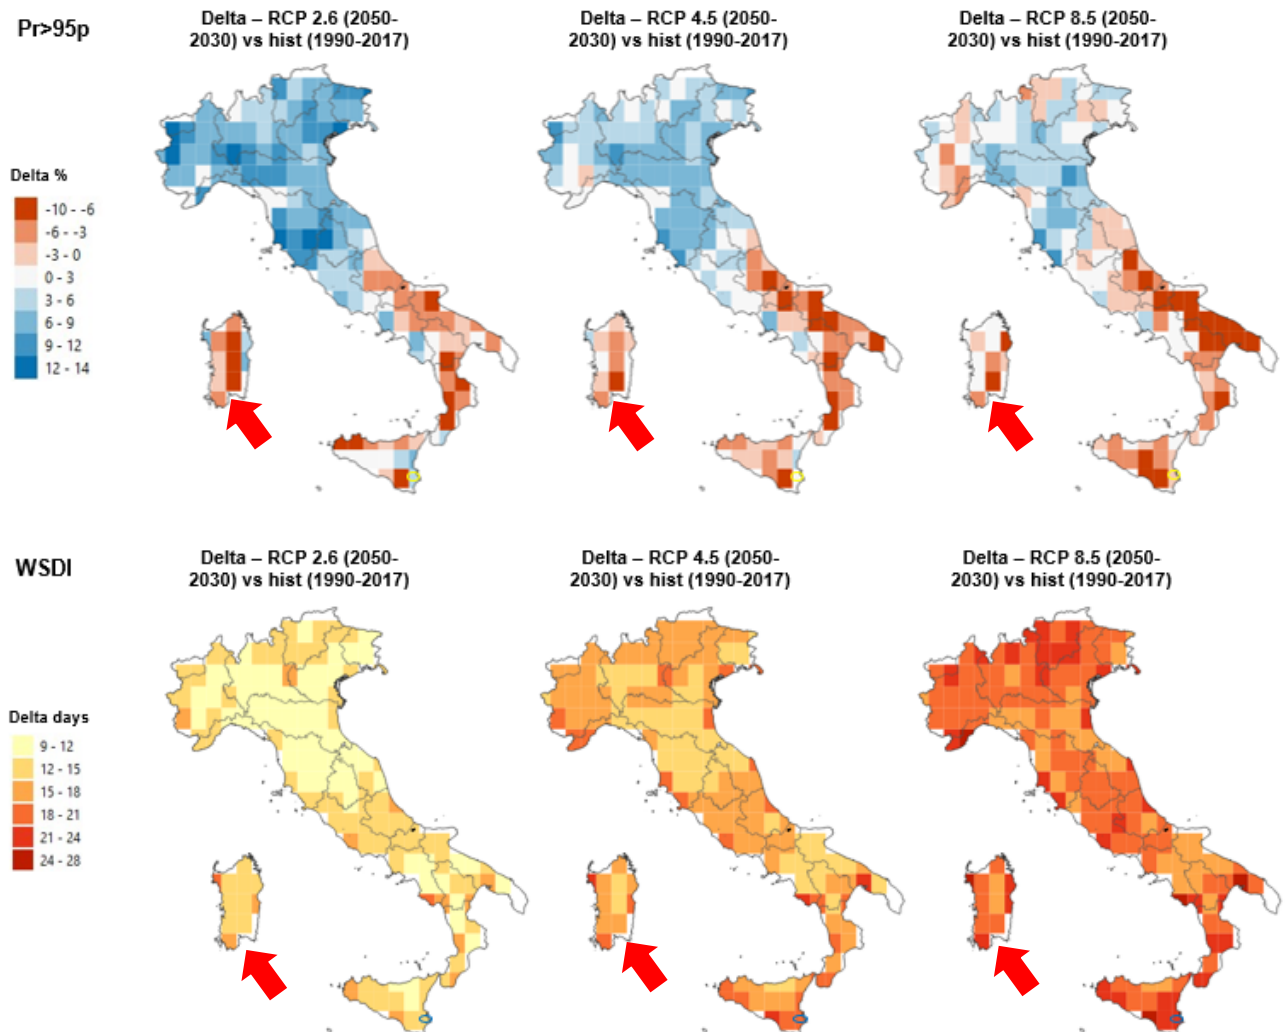 Pr>95p
Delta – RCP 2.6 (2050-
2030) vs hist (1990-2017)
Delta – RCP 4.5 (2050-
2030) vs hist (1990-2017)
Delta – RCP 8.5 (2050-
2030) vs hist (1990-2017)
Delta %
-10 - -6
-6 - -3
-3 - 0
0 - 3
3 - 6
6 - 9
9 - 12
12 - 14
WSDI
Delta – RCP 2.6 (2050-
2030) vs hist (1990-2017)
Delta – RCP 4.5 (2050-
2030) vs hist (1990-2017)
Delta – RCP 8.5 (2050-
2030) vs hist (1990-2017)
Delta days
9 - 12
12 - 15
15 - 18
18 - 21
21 - 24
24 - 28